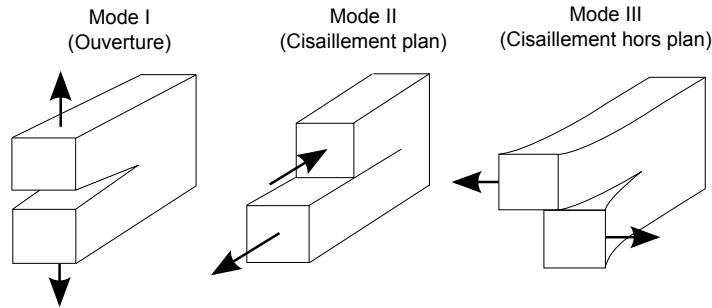 Mode I
(Ouverture)
Mode II
(Cisaillement plan)
Mode III
(Cisaillement hors plan)